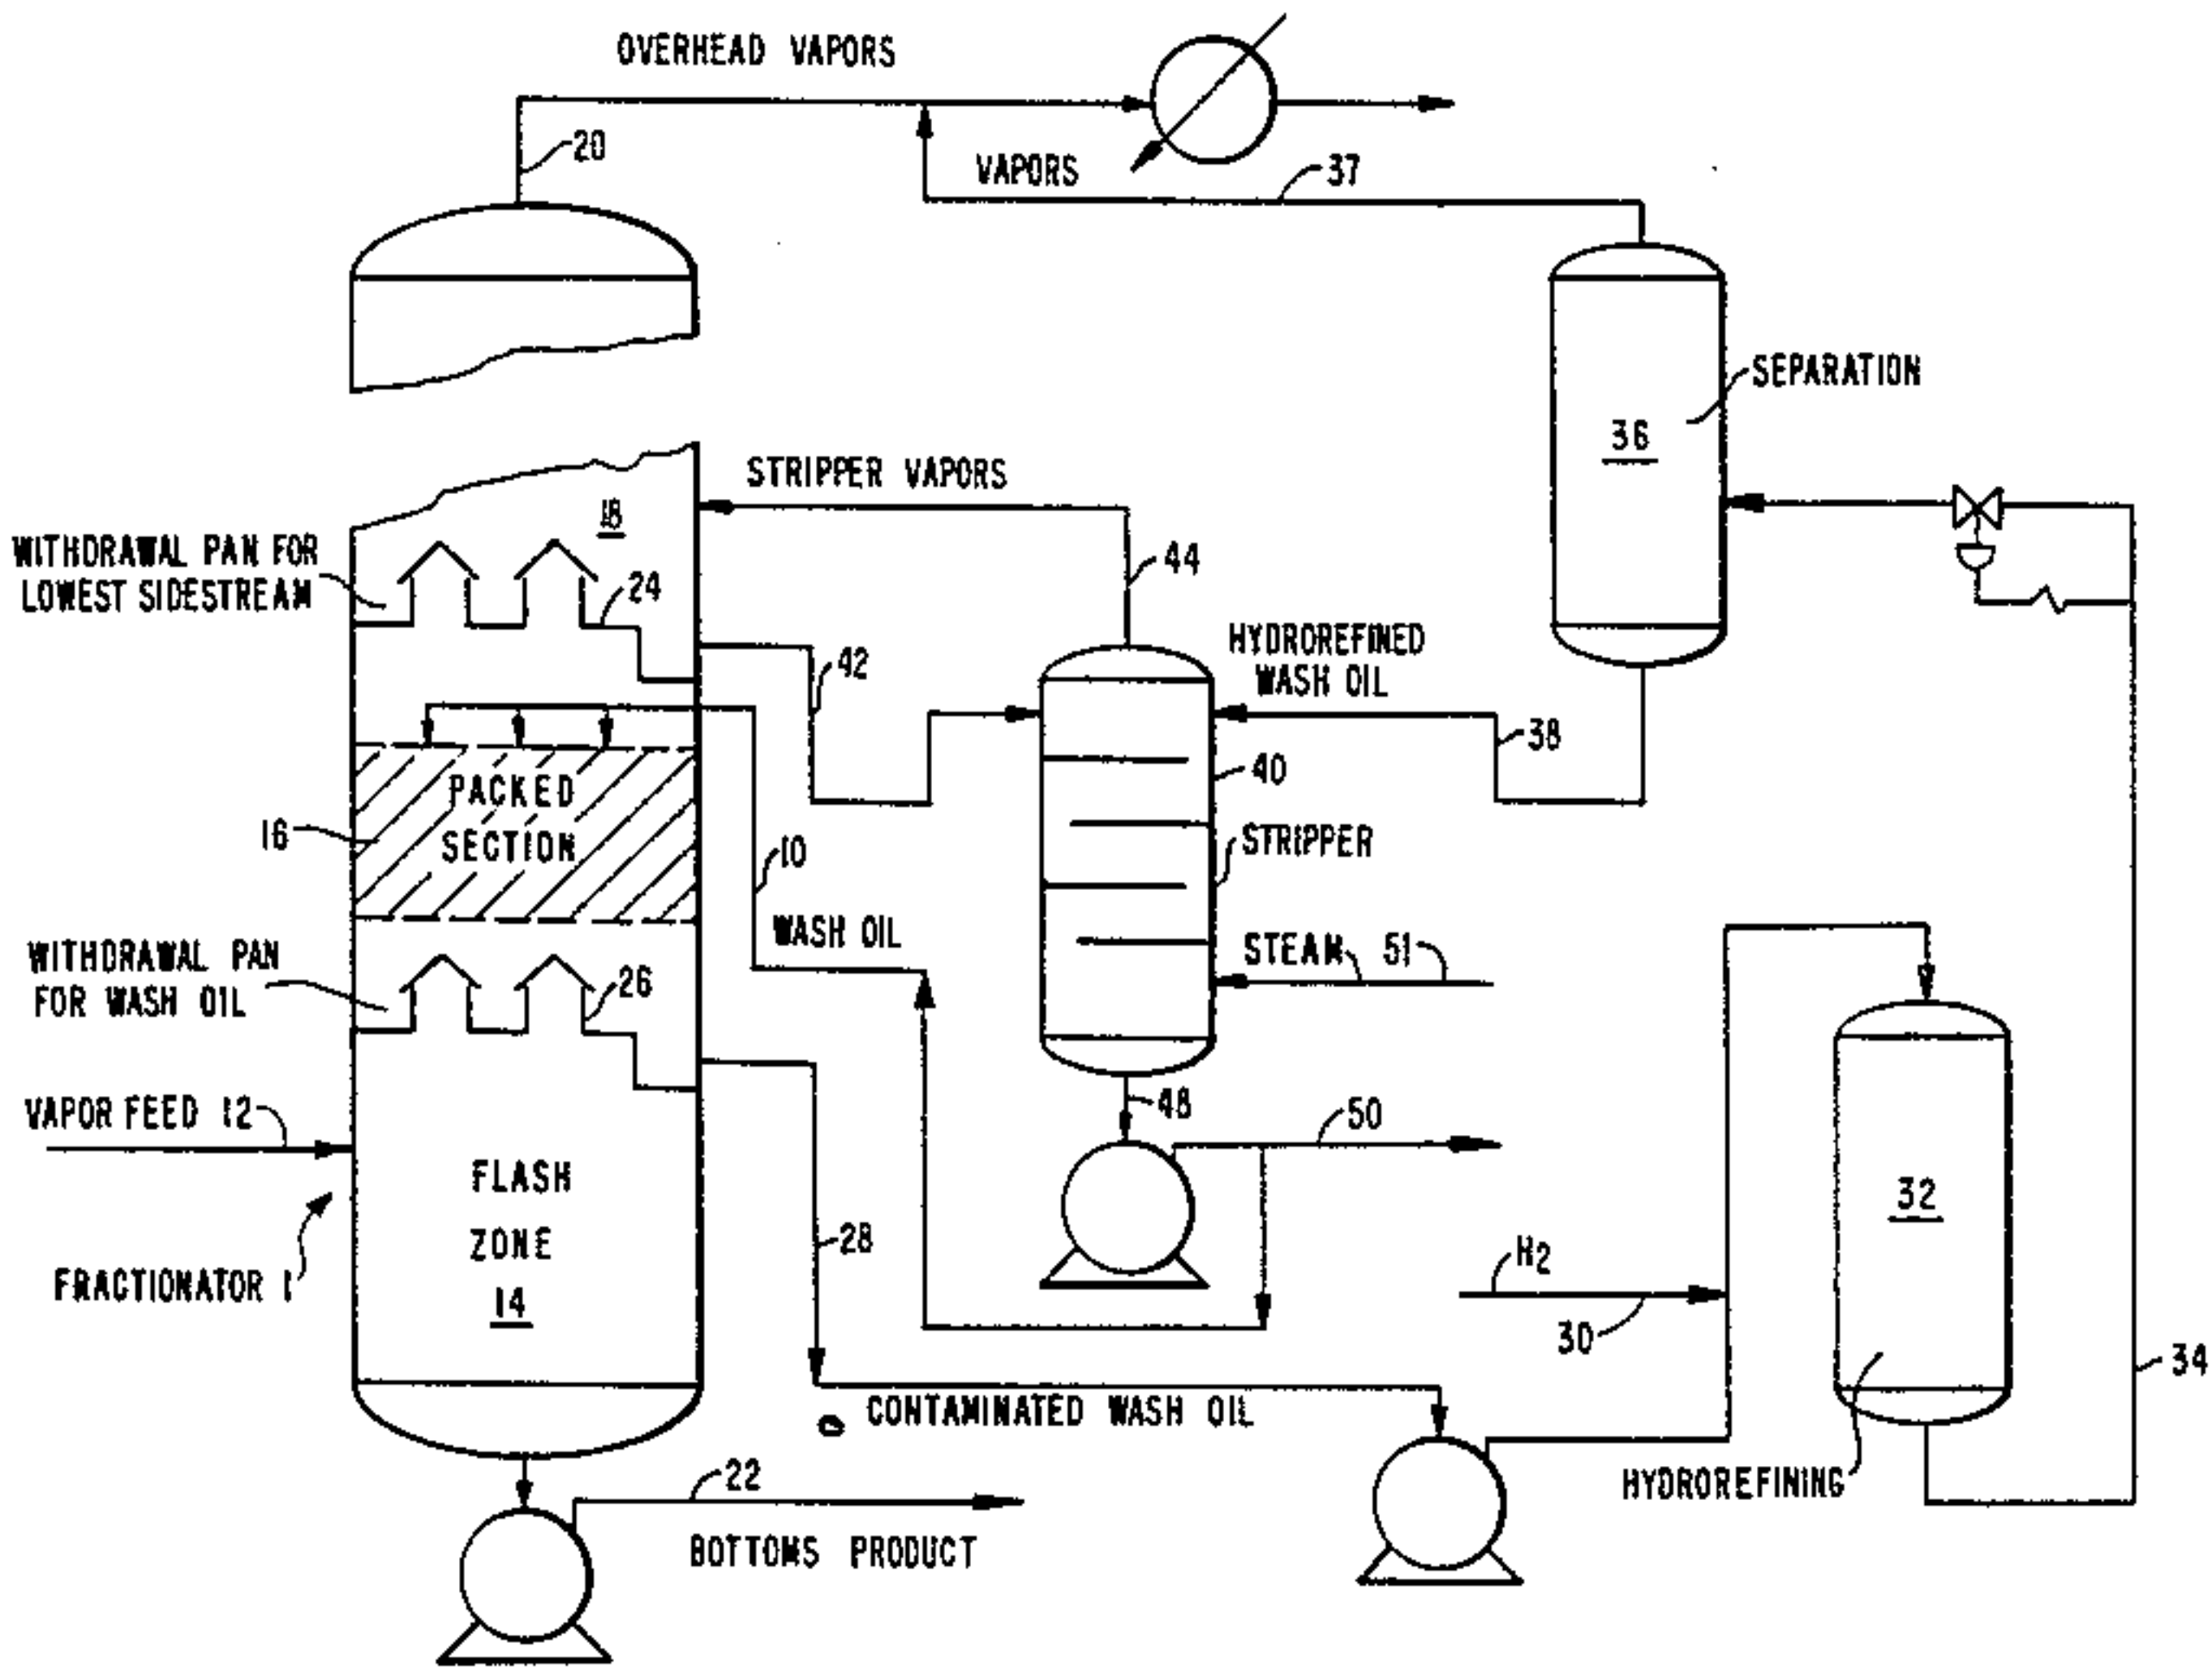 OVERHEAD VAPORS
20
VAPORS
37
SEPARATION
36
STRIPPER VAPORS
18
WITHDRAWAL PAN FOR
LOWEST SIDESTREAM
24
44
42
HYDROREFINED
WASH OIL
38
40
PACKED
SECTION
16
10
STRIPPER
WASH OIL
WITHDRAWAL PAN
FOR WASH OIL
26
STEAM 51
VAPOR FEED 12
48
50
FLASH
ZONE
14
28
32
H2
30
FRACTIONATOR 1
34
CONTAMINATED WASH OIL
22
HYDROREFINING
BOTTOMS PRODUCT